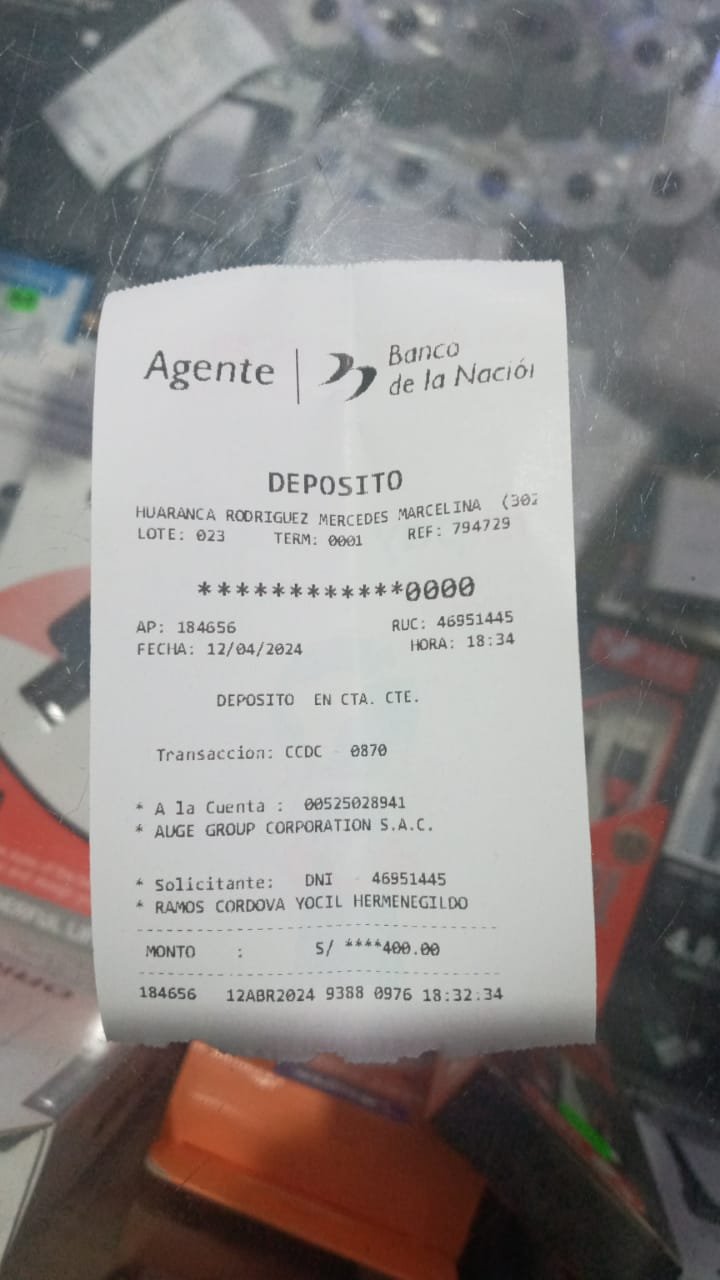 Agente | Banco
de la Nació
DEPOSITO
HUARANCA RODRIGUEZ MERCEDES MARCELINA (302
LOTE: 023 TERM: 0001 REF: 794729
************0000
AP: 184656 RUC: 46951445
FECHA: 12/04/2024 HORA: 18:34
DEPOSITO EN CTA. CTE.
Transaccion: CCDC - 0870
* A la Cuenta : 00525028941
* AUGE GROUP CORPORATION S.A.C.
* Solicitante: DNI - 46951445
* RAMOS CORDOVA YOCIL HERMENEGILDO
MONTO : S/ ****400.00
184656 12ABR2024 9388 0976 18:32:34
4.8